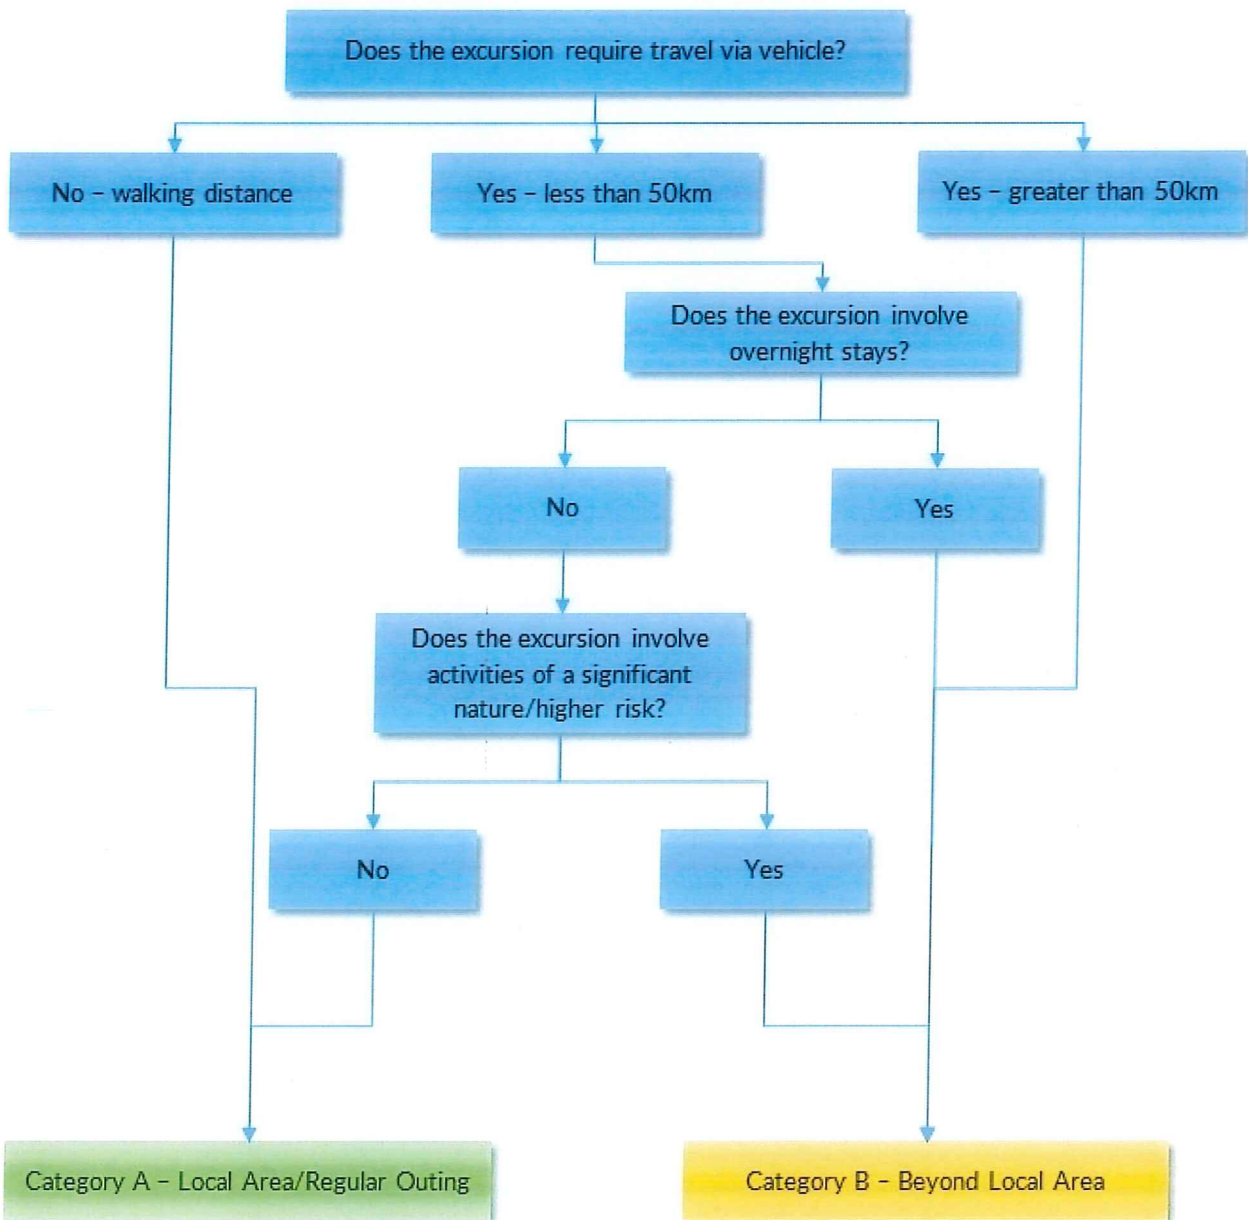 Does the excursion require travel via vehicle?
No – walking distance
Yes – less than 50km
Yes – greater than 50km
Does the excursion involve
overnight stays?
No
Yes
Does the excursion involve
activities of a significant
nature/higher risk?
No
Yes
Category A – Local Area/Regular Outing
Category B – Beyond Local Area